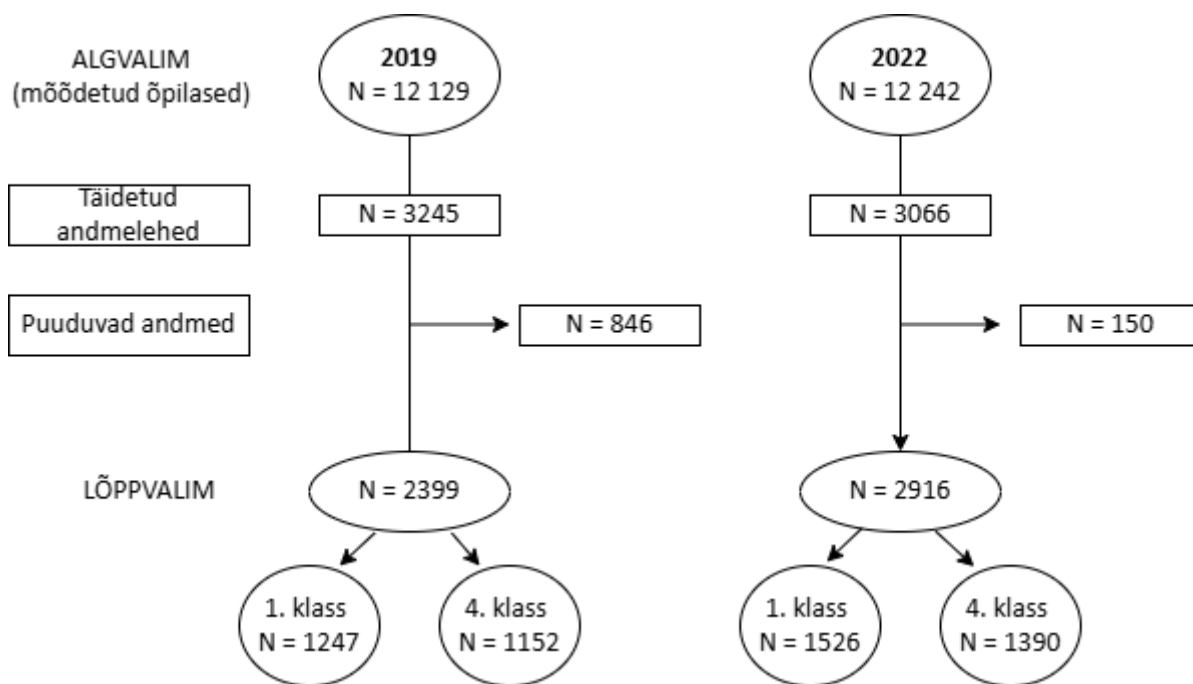 ALGVALIM
(mõõdetud õpilased)
2019
N = 12 129
2022
N = 12 242
Täidetud
andmelehed
N = 3245
N = 3066
Puuduvad andmed
N = 846
N = 150
LÕPPVALIM
N = 2399
N = 2916
1. klass
N = 1247
4. klass
N = 1152
1. klass
N = 1526
4. klass
N = 1390